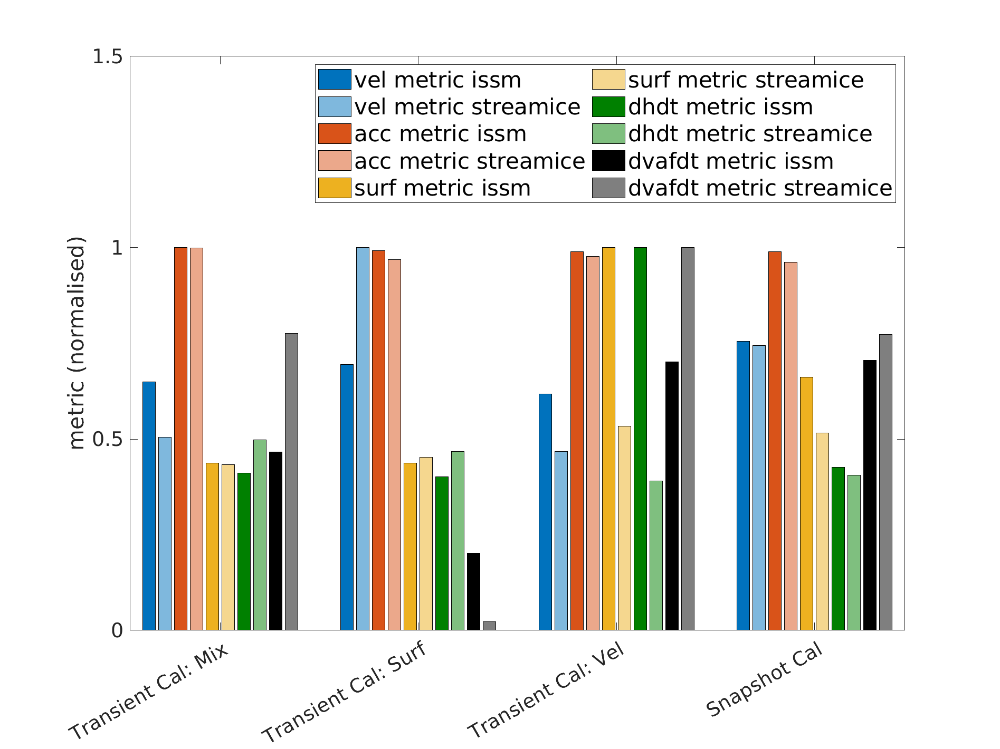 1.5
1
0.5
0
metric (normalised)
vel metric issm
vel metric streamice
acc metric issm
acc metric streamice
surf metric issm
surf metric streamice
dhdt metric issm
dhdt metric streamice
dvafdt metric issm
dvafdt metric streamice
Transient Cal: Mix
Transient Cal: Surf
Transient Cal: Vel
Snapshot Cal